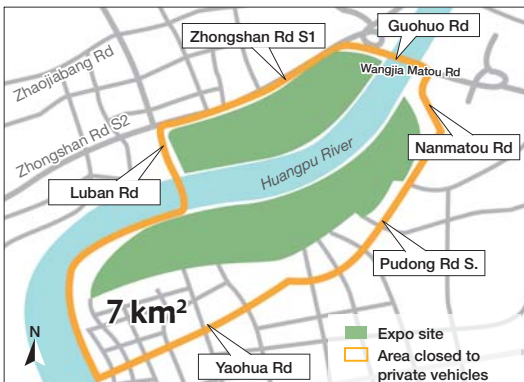 Guohuo Rd
Zhongshan Rd S1
Wangjia Matou Rd
Zhaojiabang Rd
Zhongshan Rd S2
Nanmatou Rd
Luban Rd
Huangpu River
Pudong Rd S.
7 km²
N
Yaohua Rd
Expo site
Area closed to
private vehicles